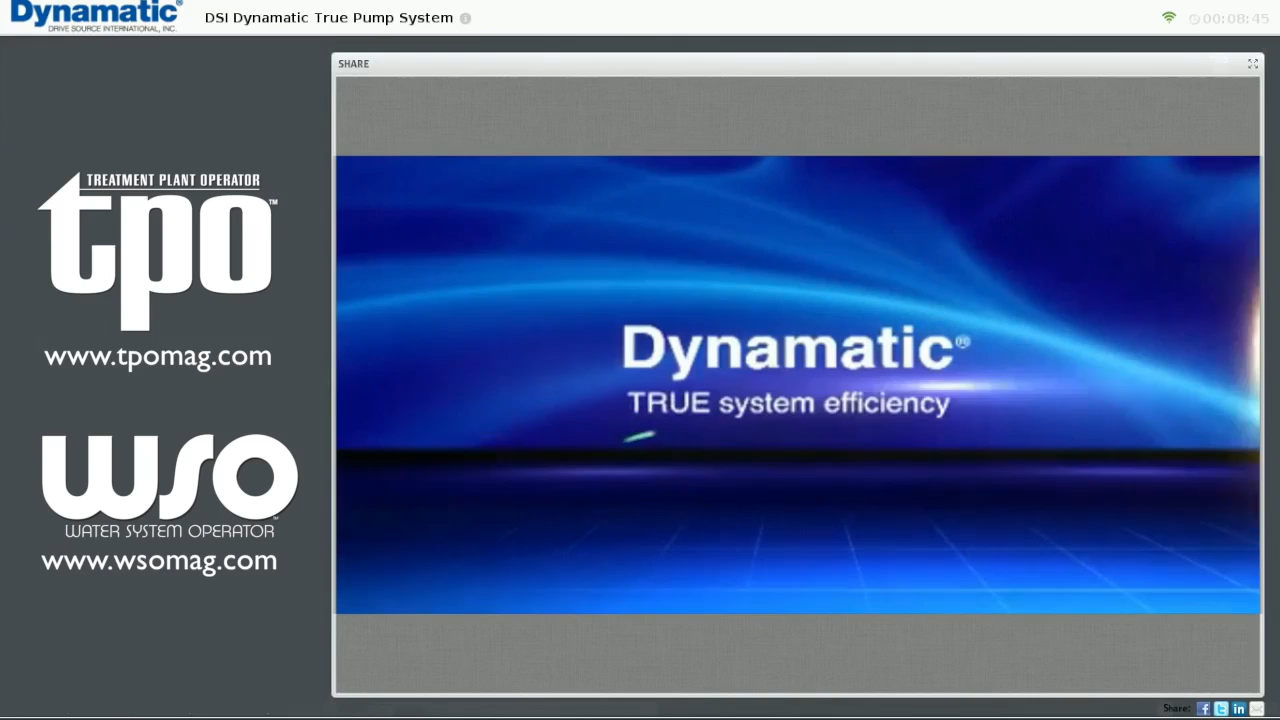 Dynamatic®
DRIVE SOURCE INTERNATIONAL, INC.
DSI Dynamatic True Pump System
00:08:45
SHARE
TREATMENT PLANT OPERATOR
tpo™
www.tpomag.com
wso™
WATER SYSTEM OPERATOR
www.wsomag.com
Dynamatic®
TRUE system efficiency
Share: